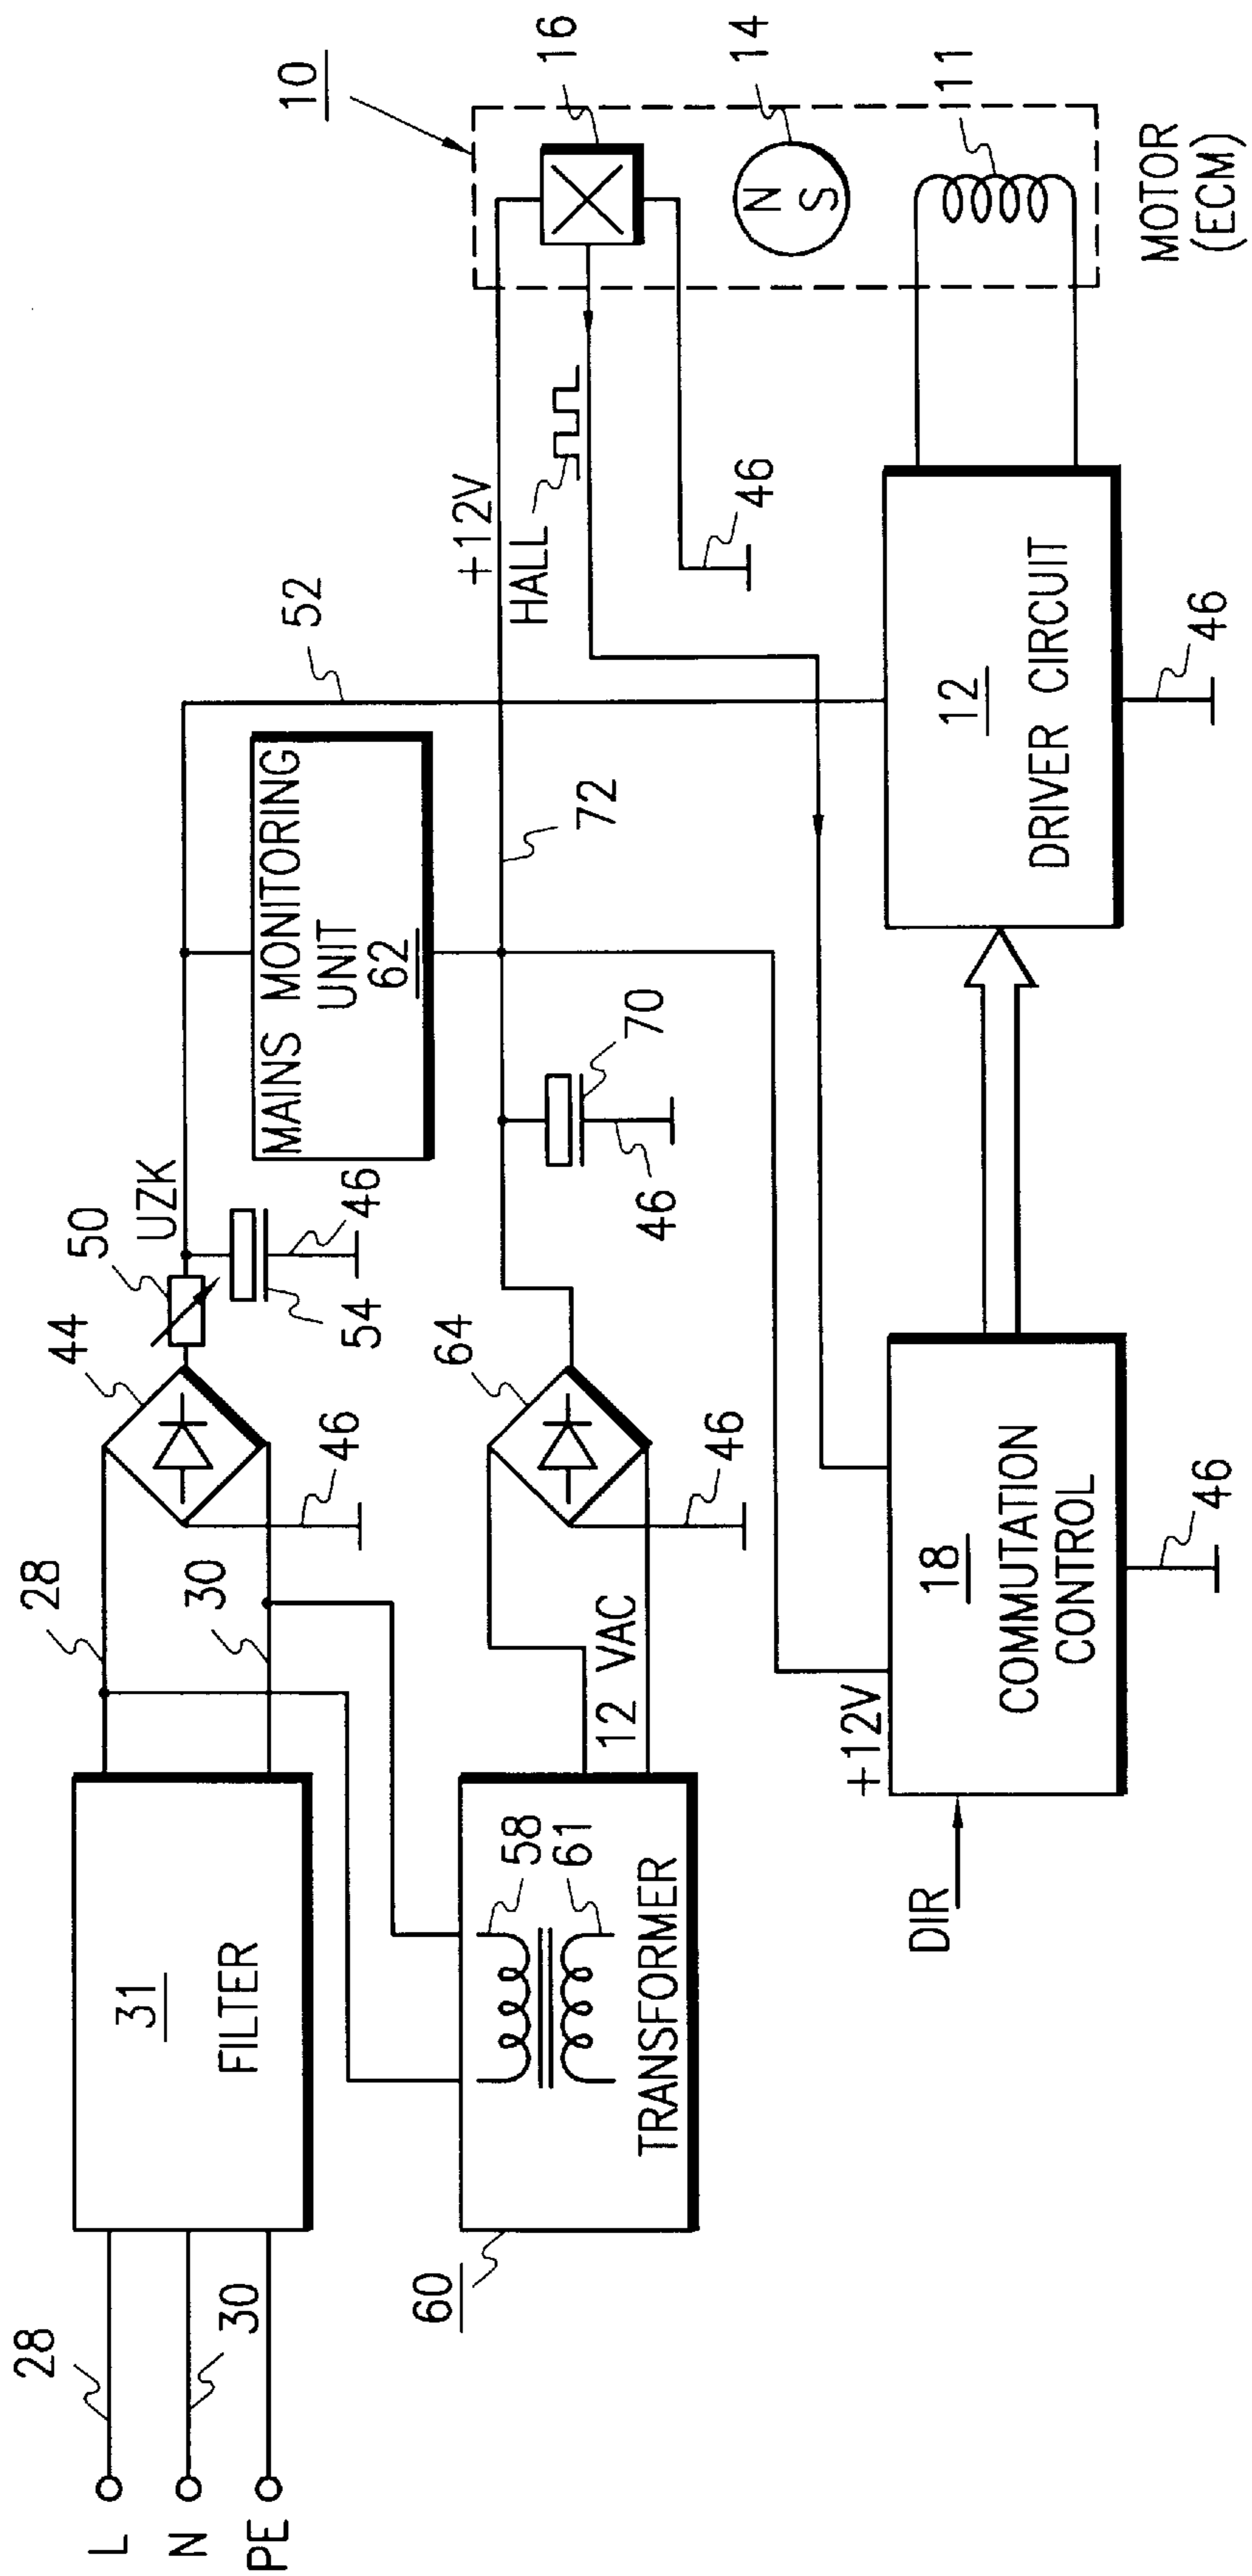 L
N
PE
28
30
31
FILTER
28
30
44
46
50
UZK
54
46
52
MAINS MONITORING
UNIT
62
60
58
61
TRANSFORMER
12 VAC
64
46
70
46
72
+12V
HALL
46
10
16
14
11
MOTOR
(ECM)
DIR
+12V
18
COMMUTATION
CONTROL
46
12
DRIVER CIRCUIT
46
N
S